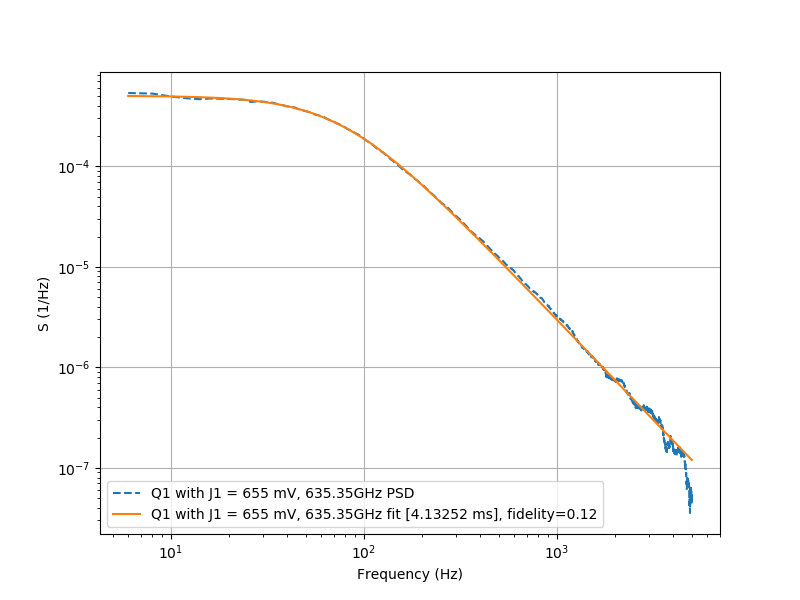 S (1/Hz)
10⁻⁴
10⁻⁵
10⁻⁶
10⁻⁷
Q1 with J1 = 655 mV, 635.35GHz PSD
Q1 with J1 = 655 mV, 635.35GHz fit [4.13252 ms], fidelity=0.12
10¹ 10² 10³
Frequency (Hz)